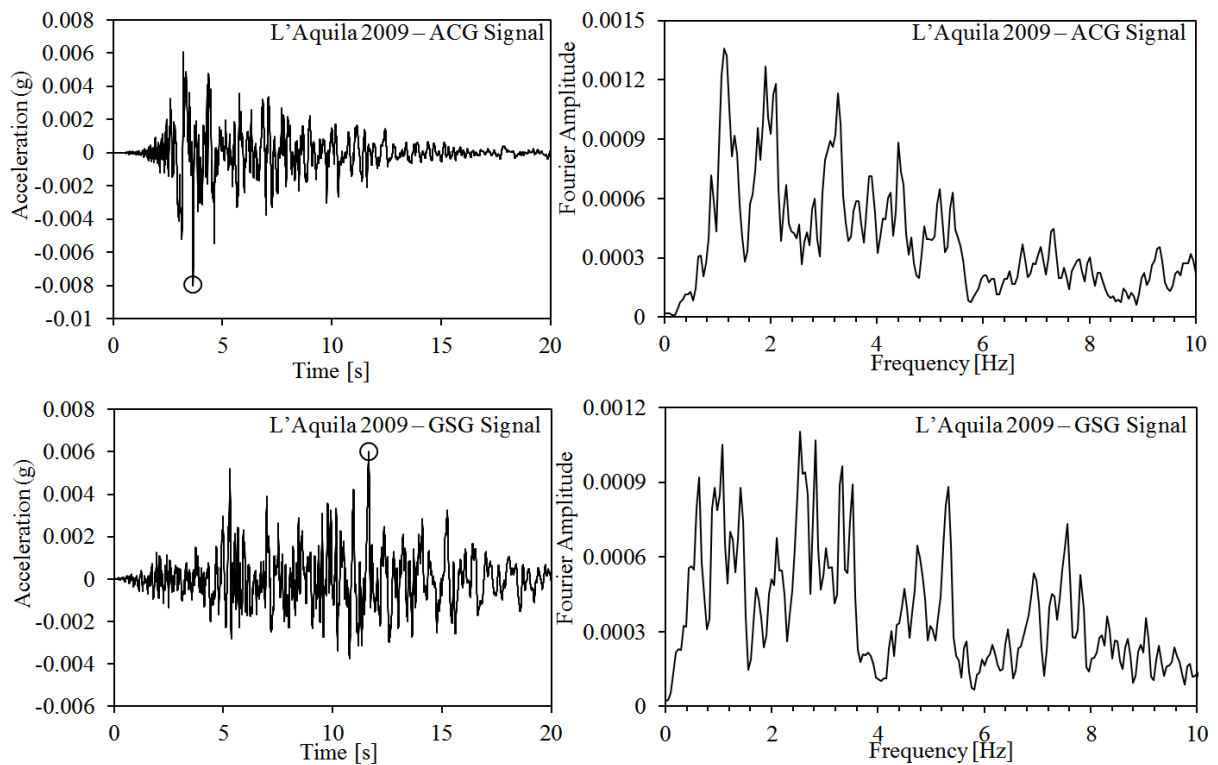 L’Aquila 2009 – ACG Signal
Acceleration (g)
0.008
0.006
0.004
0.002
0
-0.002
-0.004
-0.006
-0.008
-0.01
0 5 10 15 20
Time [s]
L’Aquila 2009 – ACG Signal
Fourier Amplitude
0.0015
0.0012
0.0009
0.0006
0.0003
0
0 2 4 6 8 10
Frequency [Hz]
L’Aquila 2009 – GSG Signal
Acceleration (g)
0.008
0.006
0.004
0.002
0
-0.002
-0.004
-0.006
0 5 10 15 20
Time [s]
L’Aquila 2009 – GSG Signal
Fourier Amplitude
0.0012
0.0009
0.0006
0.0003
0
0 2 4 6 8 10
Frequency [Hz]